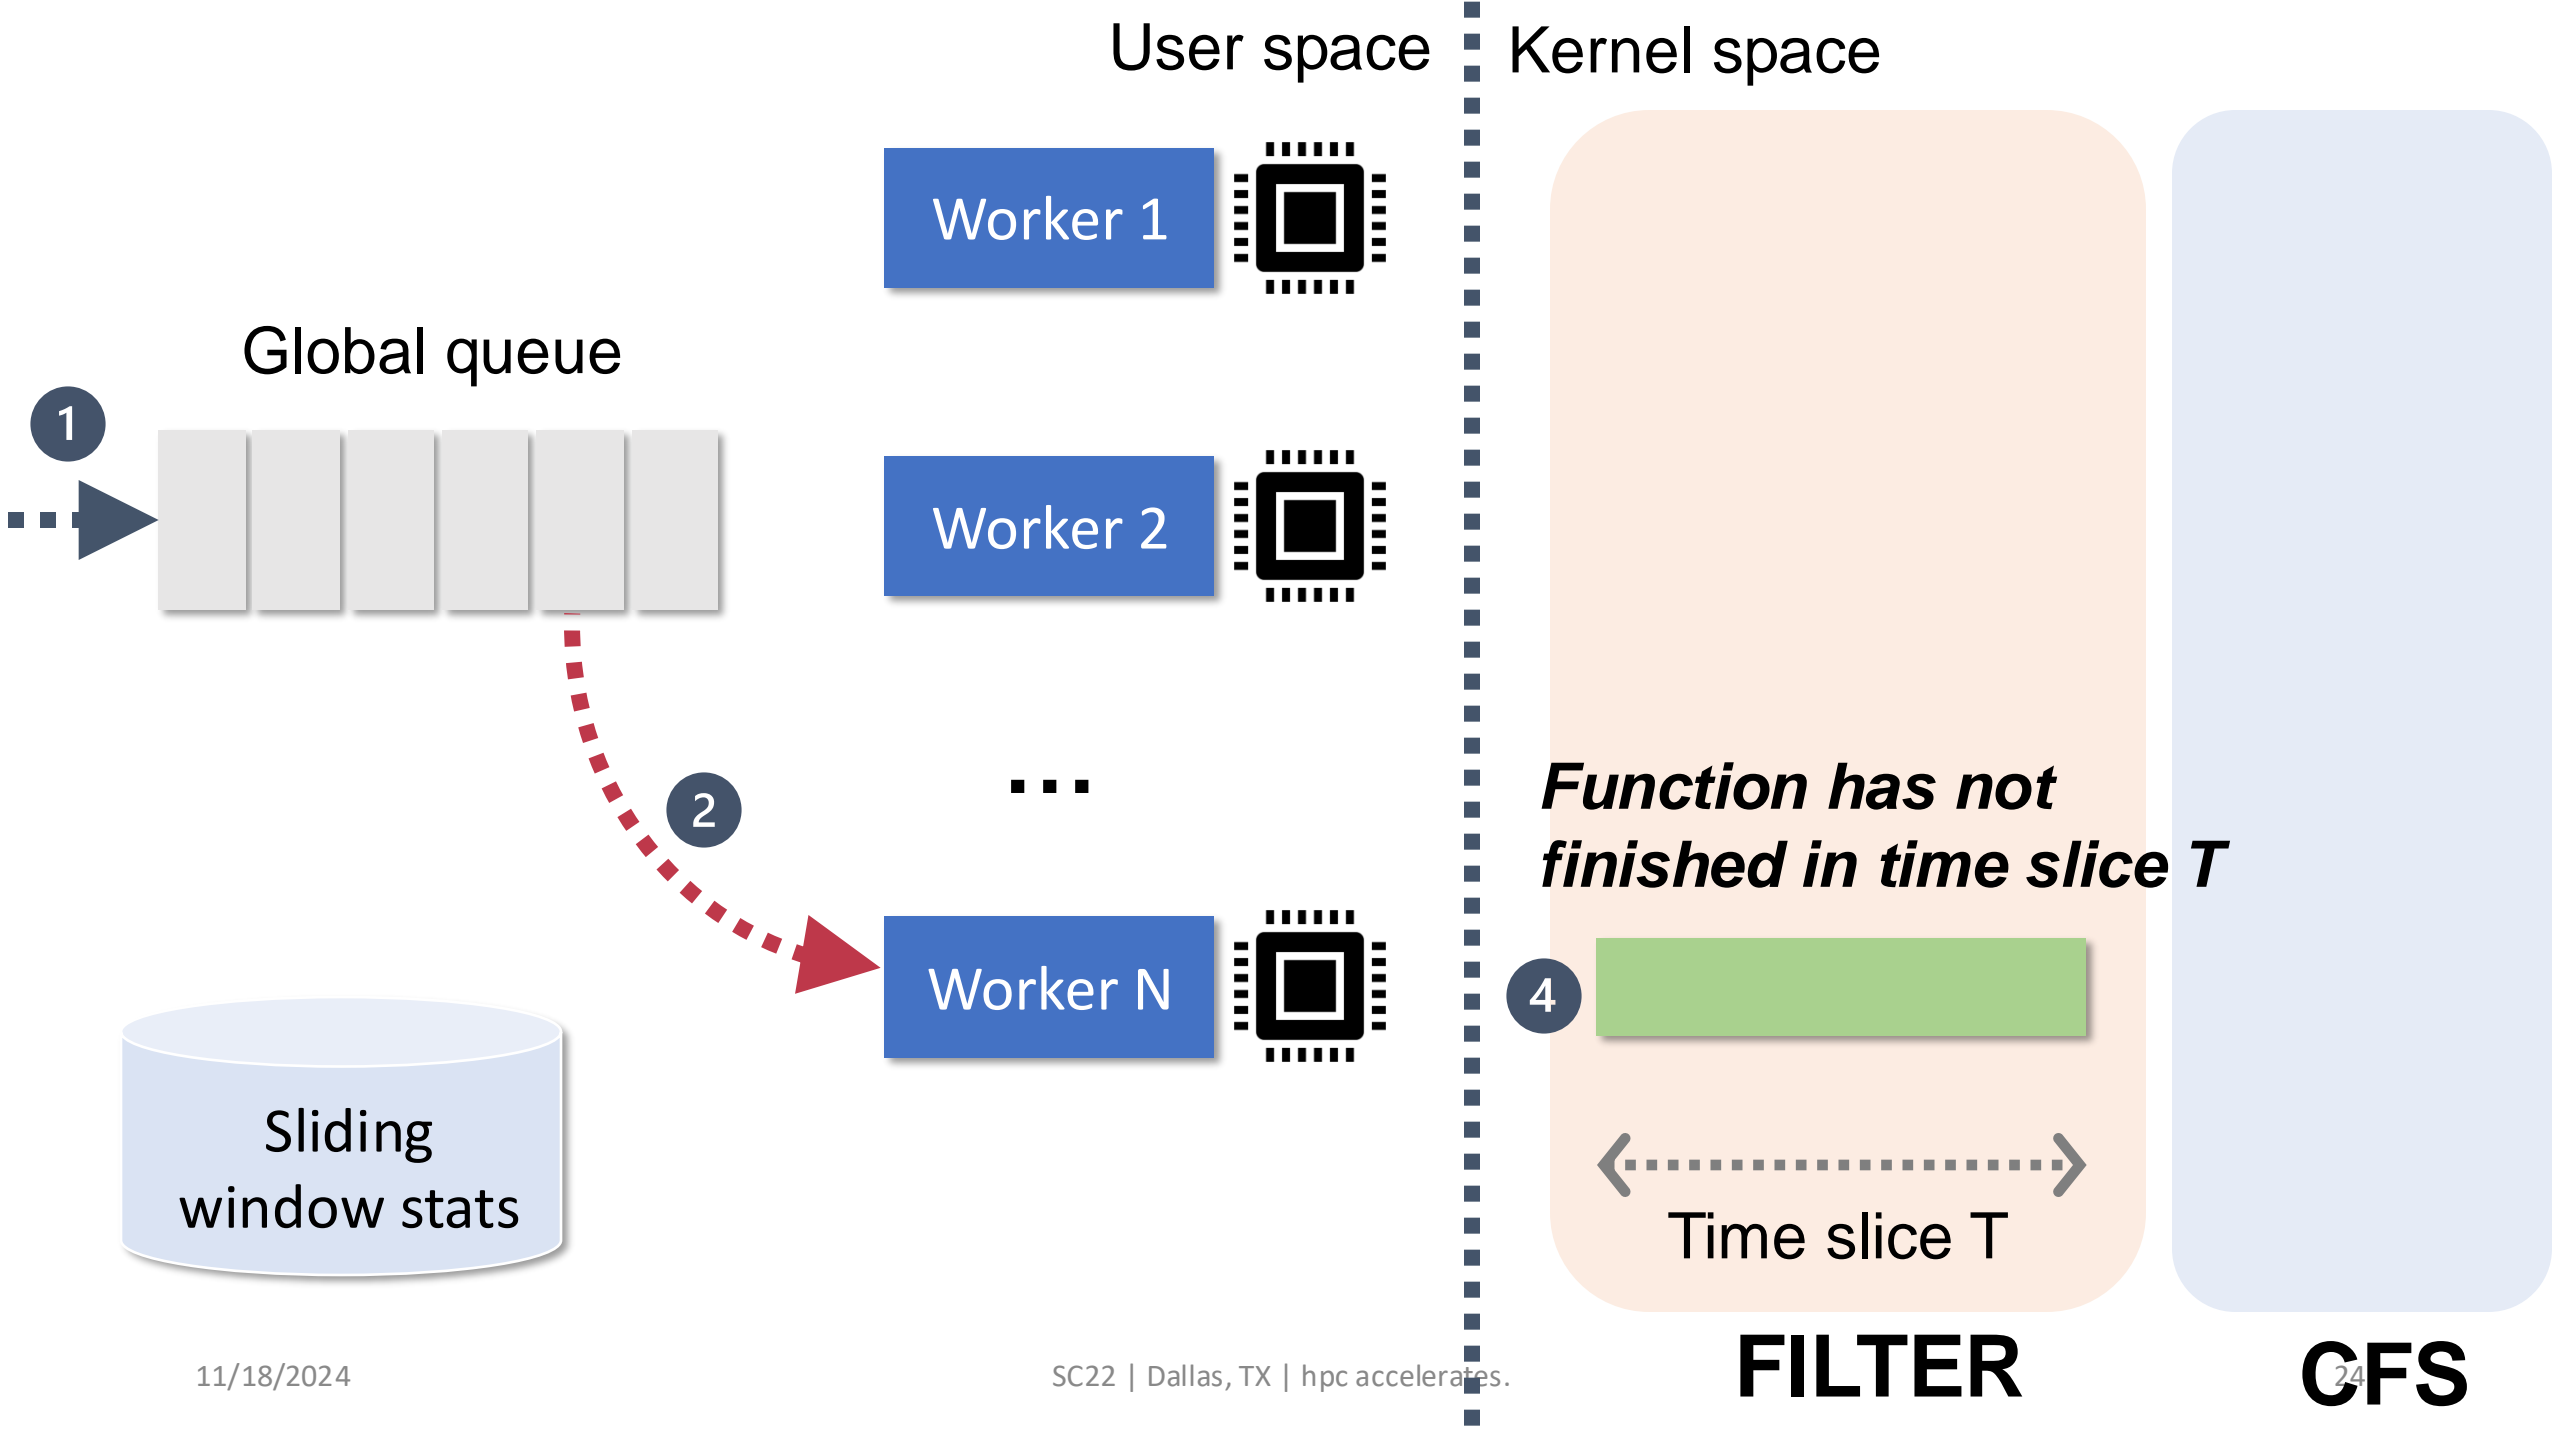 User space
Kernel space
Worker 1
Global queue
1
Worker 2
...
2
Function has not
finished in time slice T
Worker N
4
Sliding
window stats
Time slice T
FILTER
CFS
11/18/2024
SC22 | Dallas, TX | hpc accelerates.
24